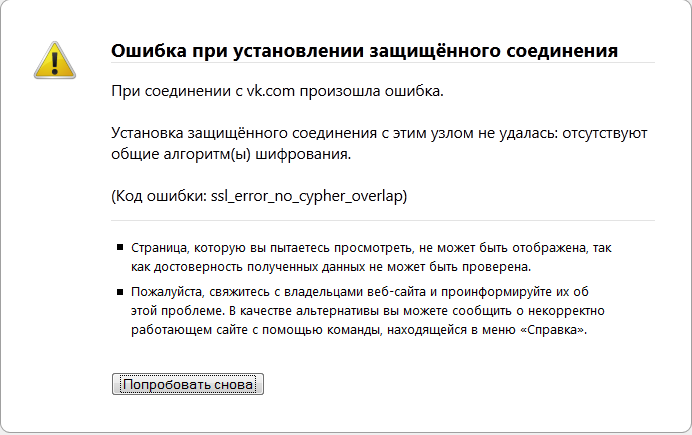 Ошибка при установлении защищённого соединения
При соединении с vk.com произошла ошибка.
Установка защищённого соединения с этим узлом не удалась: отсутствуют
общие алгоритм(ы) шифрования.
(Код ошибки: ssl_error_no_cypher_overlap)
Страница, которую вы пытаетесь просмотреть, не может быть отображена, так
как достоверность полученных данных не может быть проверена.
Пожалуйста, свяжитесь с владельцами веб-сайта и проинформируйте их об
этой проблеме. В качестве альтернативы вы можете сообщить о некорректно
работающем сайте с помощью команды, находящейся в меню «Справка».
Попробовать снова